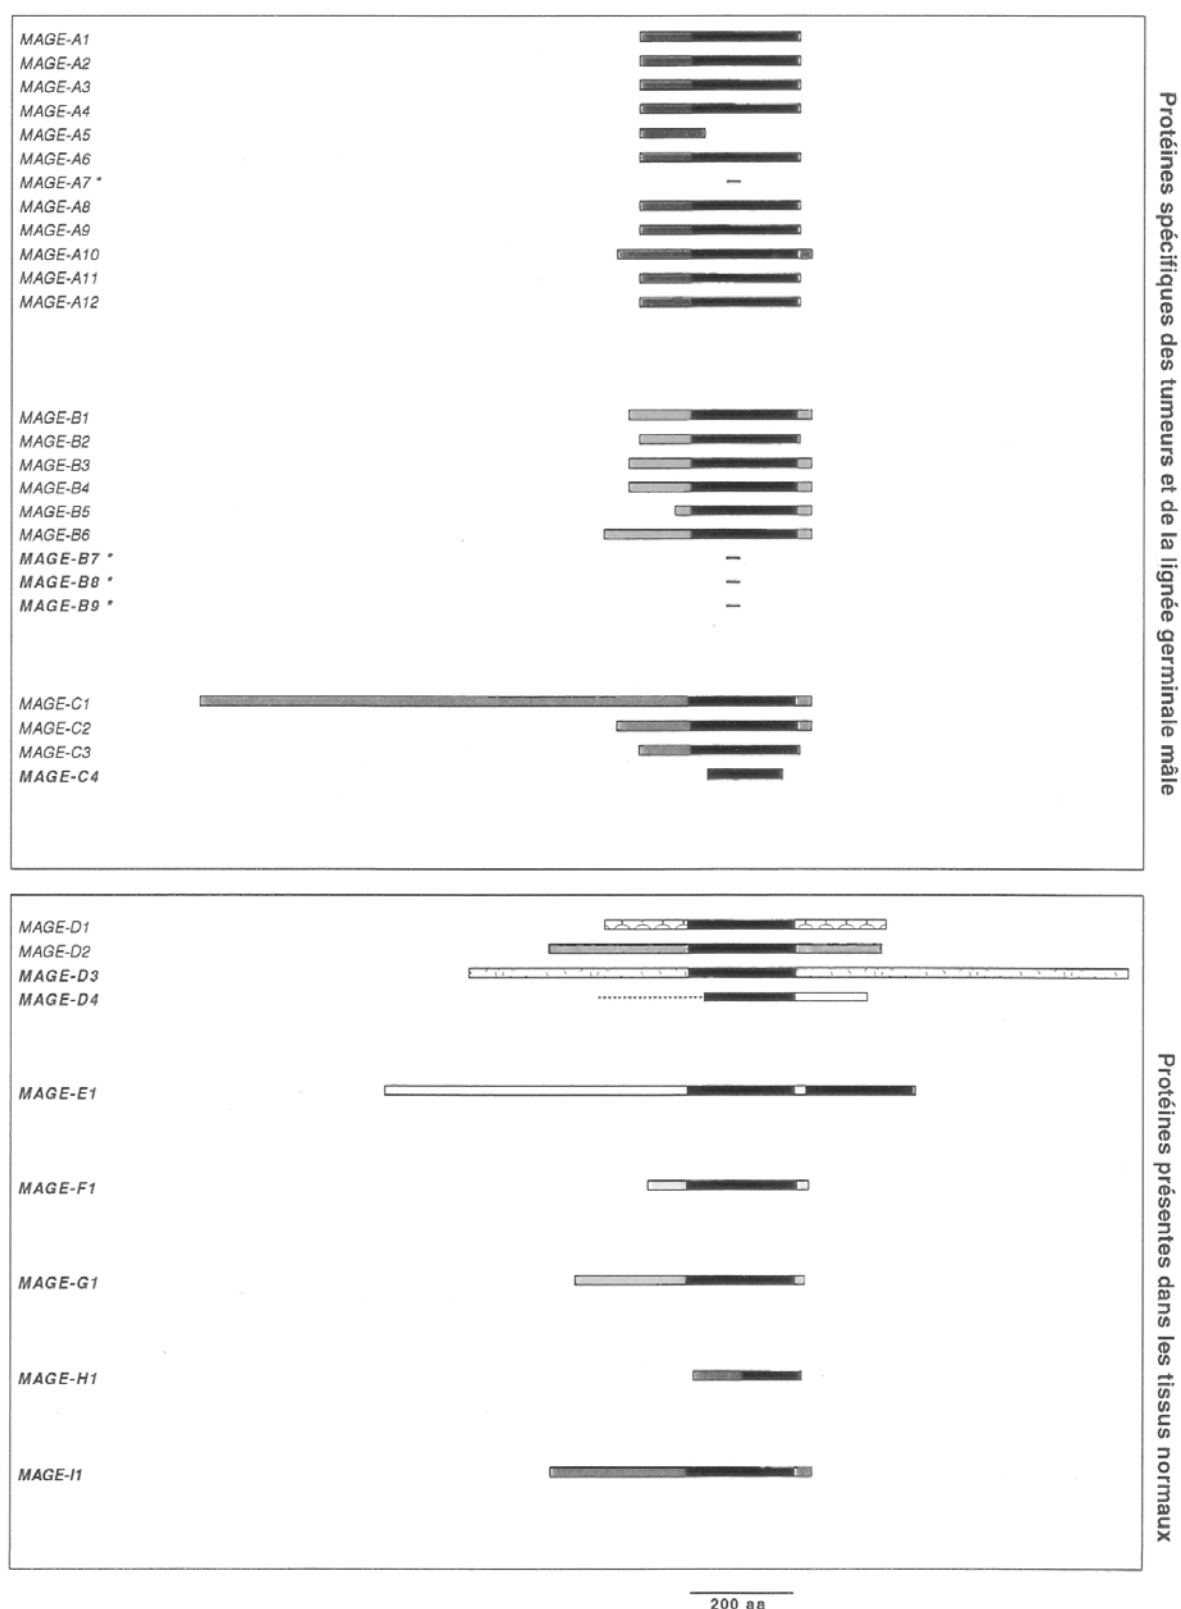 MAGE-A1
MAGE-A2
MAGE-A3
MAGE-A4
MAGE-A5
MAGE-A6
MAGE-A7 *
MAGE-A8
MAGE-A9
MAGE-A10
MAGE-A11
MAGE-A12
MAGE-B1
MAGE-B2
MAGE-B3
MAGE-B4
MAGE-B5
MAGE-B6
MAGE-B7 *
MAGE-B8 *
MAGE-B9 *
MAGE-C1
MAGE-C2
MAGE-C3
MAGE-C4
Protéines spécifiques des tumeurs et de la lignée germinale mâle
MAGE-D1
MAGE-D2
MAGE-D3
MAGE-D4
MAGE-E1
MAGE-F1
MAGE-G1
MAGE-H1
MAGE-I1
Protéines présentes dans les tissus normaux
200 aa